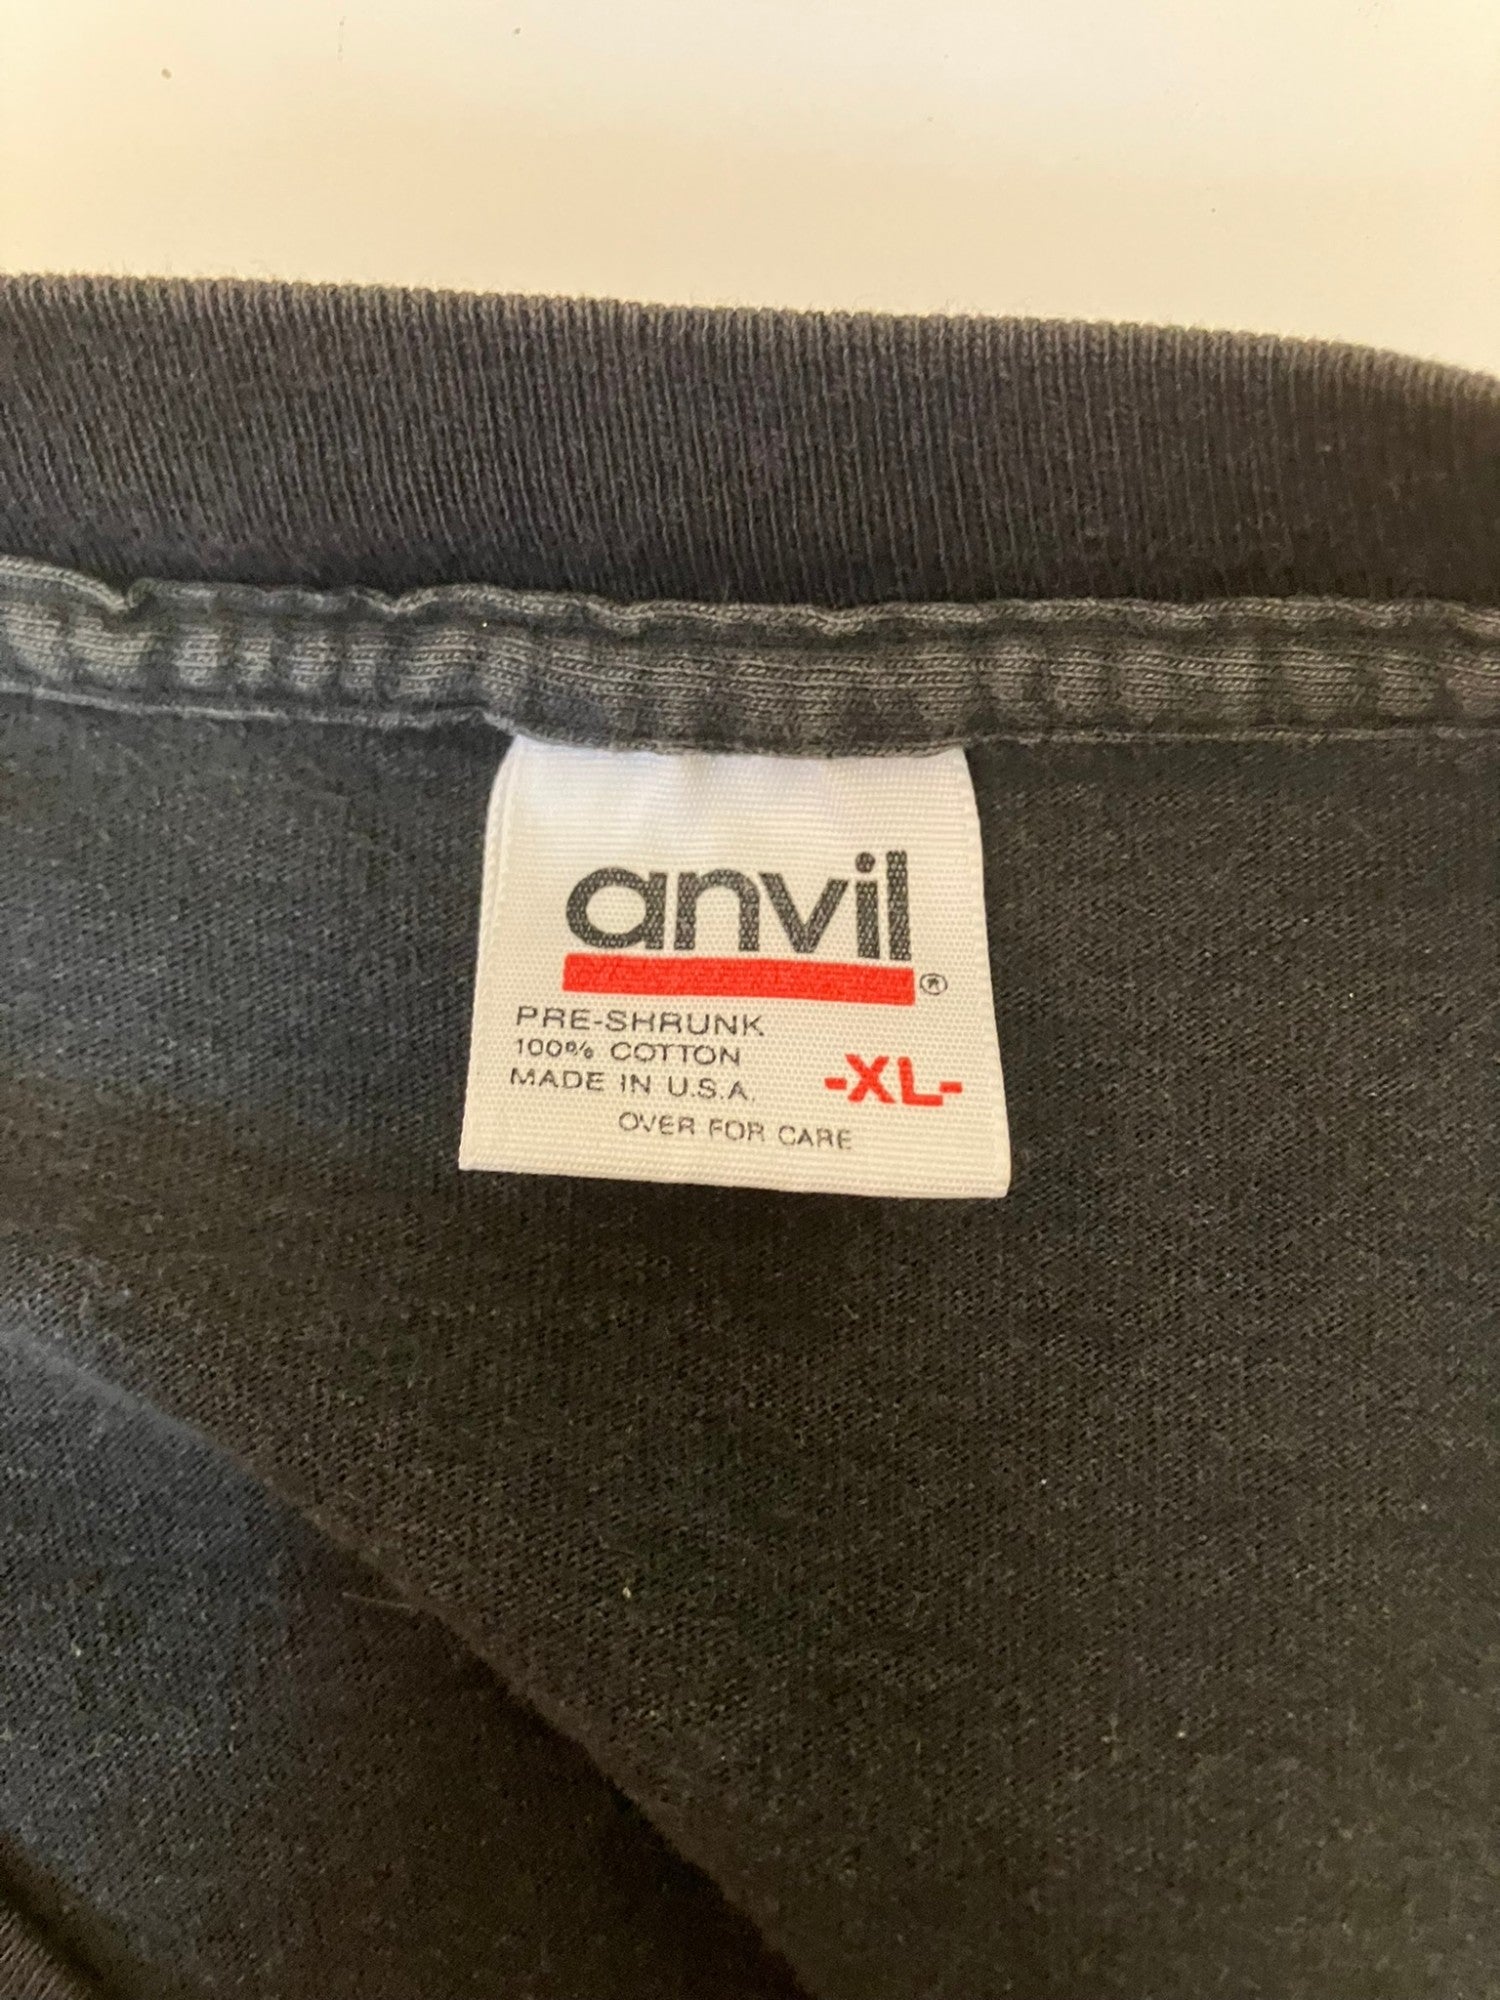 anvil®
PRE-SHRUNK
100% COTTON
MADE IN U.S.A.
-XL-
OVER FOR CARE